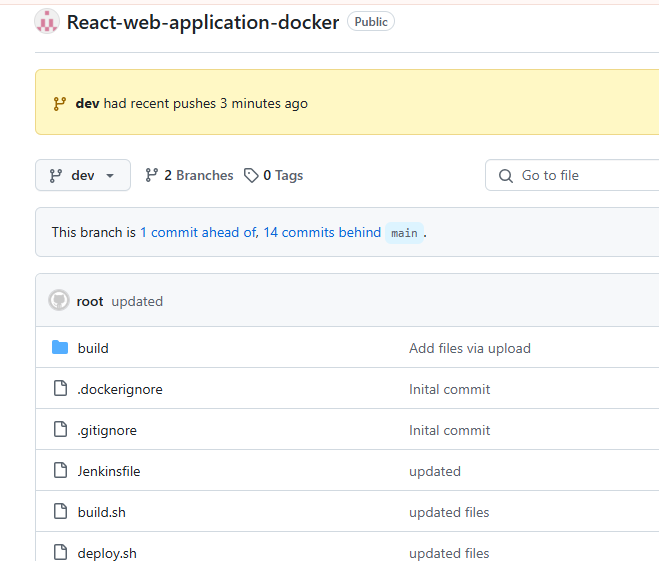 React-web-application-docker Public
dev had recent pushes 3 minutes ago
dev 2 Branches 0 Tags Go to file
This branch is 1 commit ahead of, 14 commits behind main .
root updated
build Add files via upload
.dockerignore Inital commit
.gitignore Inital commit
Jenkinsfile updated
build.sh updated files
deploy.sh updated files